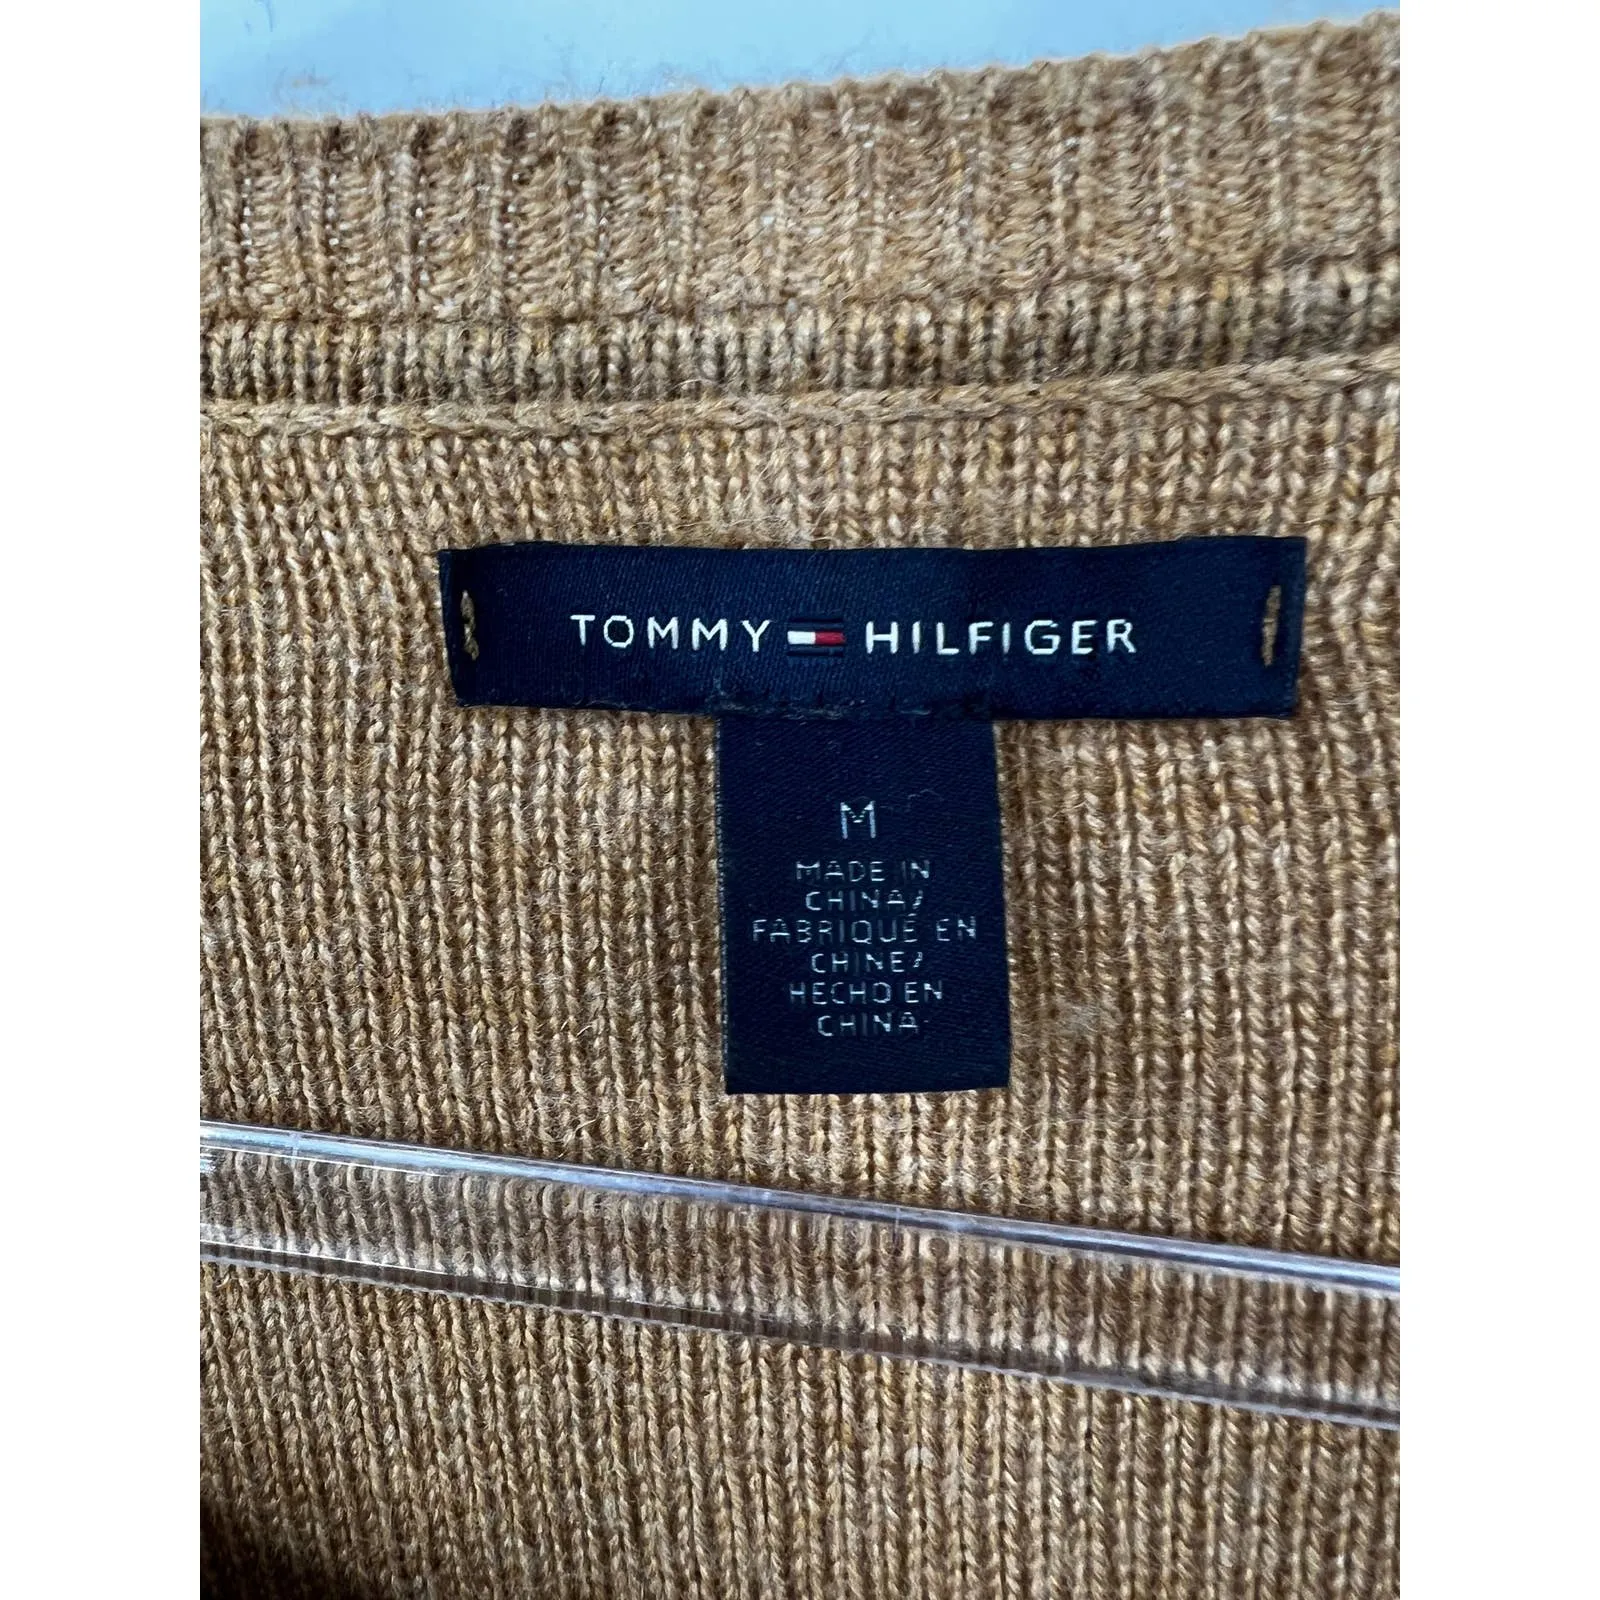 TOMMY HILFIGER
M
MADE IN
CHINA/
FABRIQUÉ EN
CHINE/
HECHO EN
CHINA